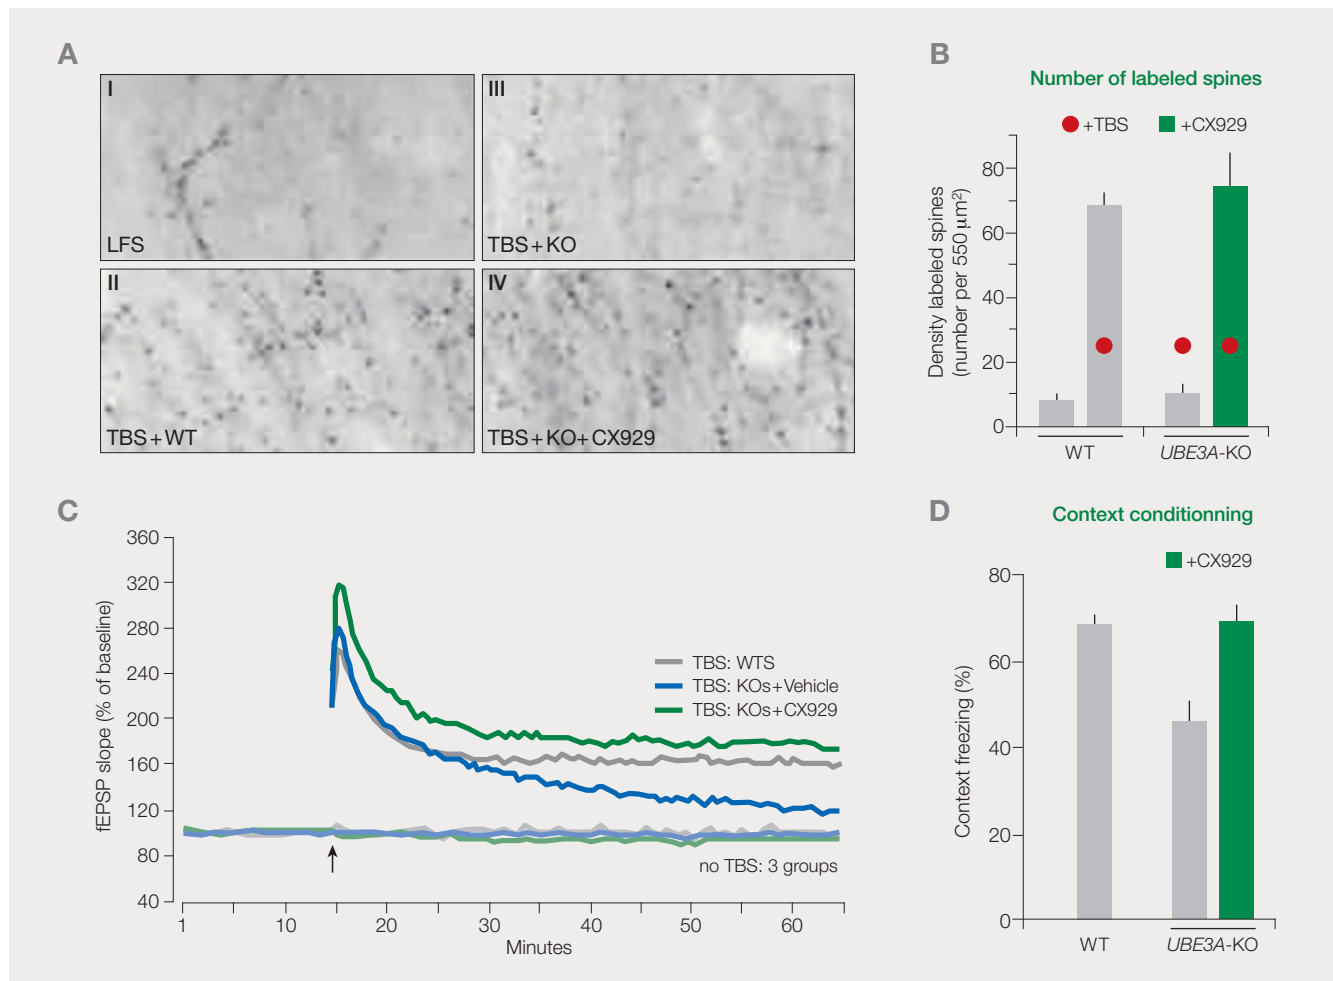 A
I
LFS
III
TBS+KO
II
TBS+WT
IV
TBS+KO+CX929
B
Number of labeled spines
+TBS
+CX929
Density labeled spines
(number per 550 µm²)
80
60
40
20
0
WT
UBE3A-KO
C
fEPSP slope (% of baseline)
360
320
280
240
200
160
120
80
40
TBS: WTS
TBS: KOs+Vehicle
TBS: KOs+CX929
no TBS: 3 groups
1
10
20
30
40
50
60
Minutes
D
Context conditionning
+CX929
Context freezing (%)
80
60
40
20
0
WT
UBE3A-KO